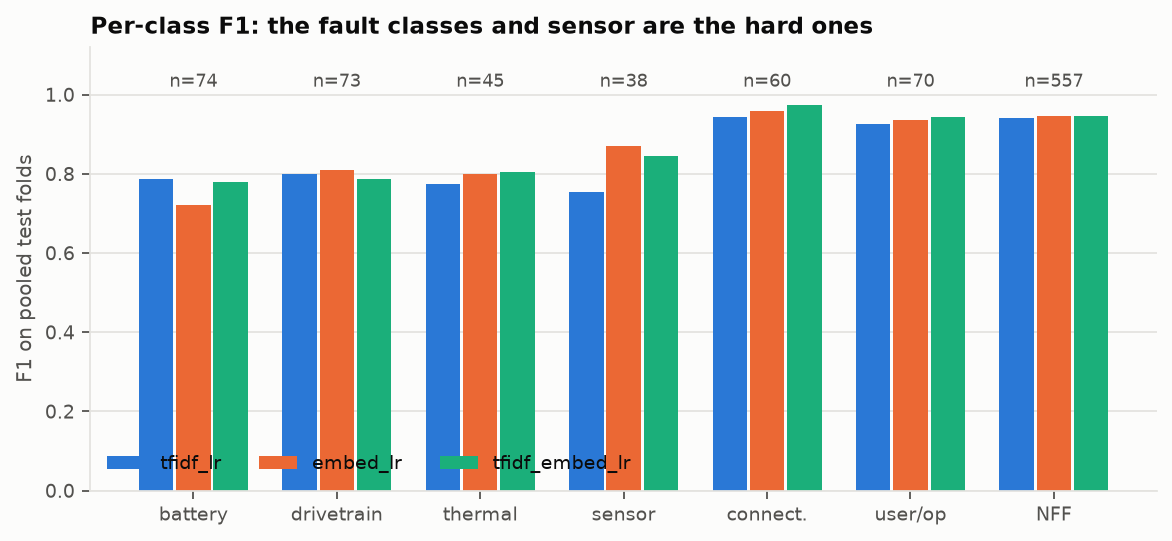 Per-class F1: the fault classes and sensor are the hard ones
n=74 n=73 n=45 n=38 n=60 n=70 n=557
F1 on pooled test folds
1.0
0.8
0.6
0.4
0.2
0.0
tfidf_lr embed_lr tfidf_embed_lr
battery drivetrain thermal sensor connect. user/op NFF